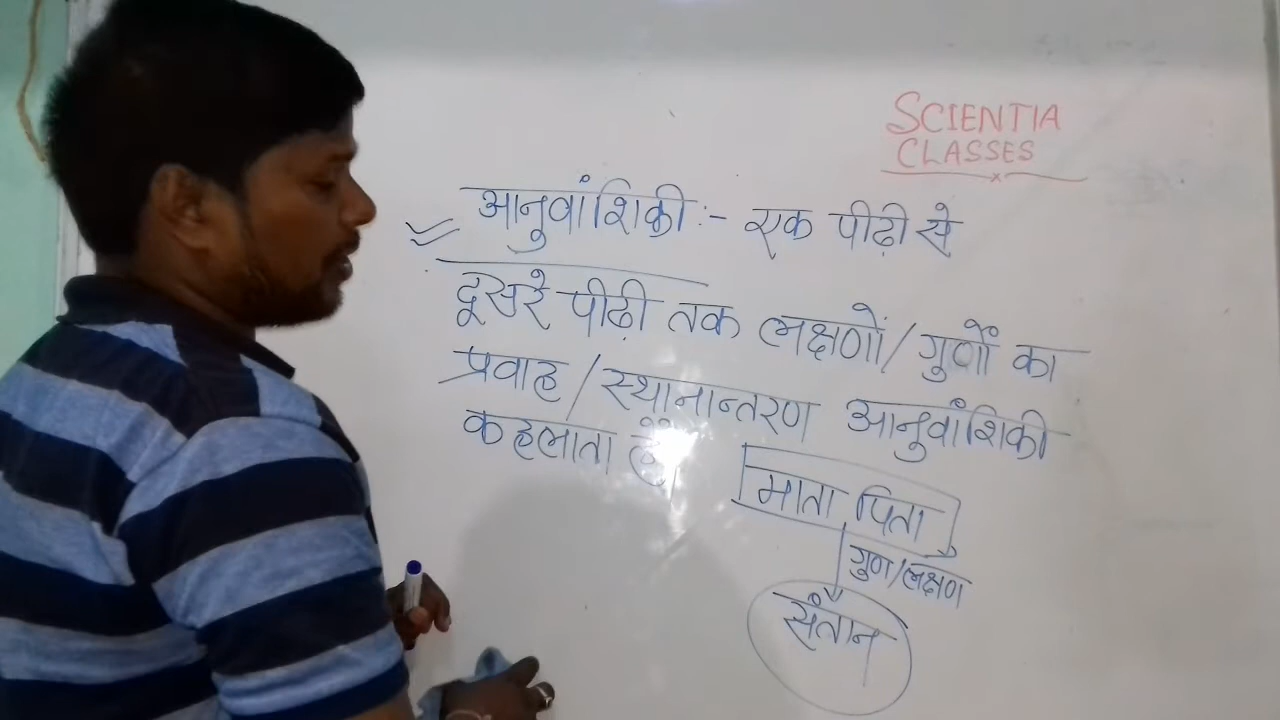 SCIENTIA
CLASSES
आनुवांशिकी :- एक पीढ़ी से
दूसरे पीढ़ी तक लक्षणों/गुणों का
प्रवाह/स्थानान्तरण आनुवांशिकी
कहलाता है।
माता पिता
गुण/लक्षण
संतान